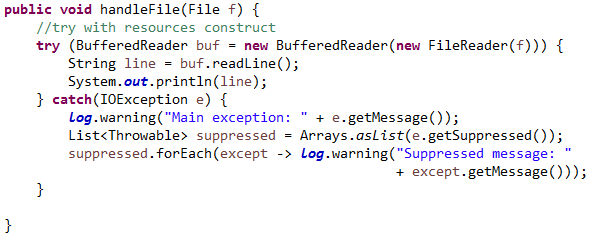 public void handleFile(File f) {
    //try with resources construct
    try (BufferedReader buf = new BufferedReader(new FileReader(f))) {
        String line = buf.readLine();
        System.out.println(line);
    } catch(IOException e) {
        log.warning("Main exception: " + e.getMessage());
        List<Throwable> suppressed = Arrays.asList(e.getSuppressed());
        suppressed.forEach(except -> log.warning("Suppressed message: "
                                                + except.getMessage()));
    }

}